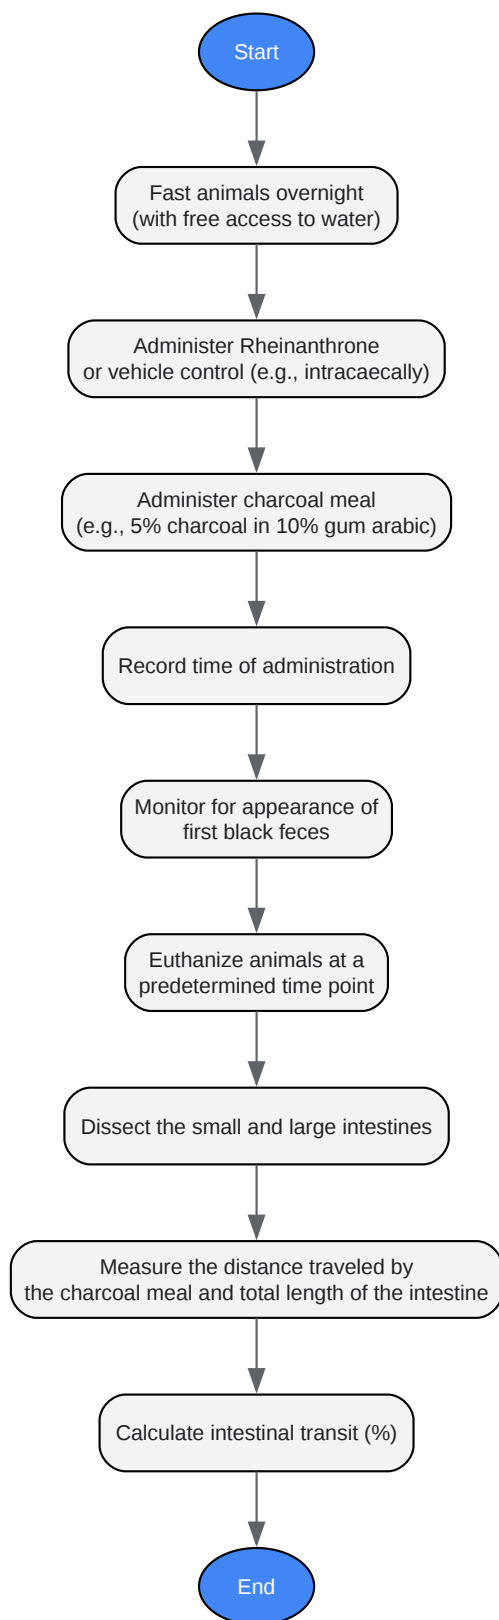 Start
Fast animals overnight
(with free access to water)
Administer Rheinanthrone
or vehicle control (e.g., intracaecally)
Administer charcoal meal
(e.g., 5% charcoal in 10% gum arabic)
Record time of administration
Monitor for appearance of
first black feces
Euthanize animals at a
predetermined time point
Dissect the small and large intestines
Measure the distance traveled by
the charcoal meal and total length of the intestine
Calculate intestinal transit (%)
End